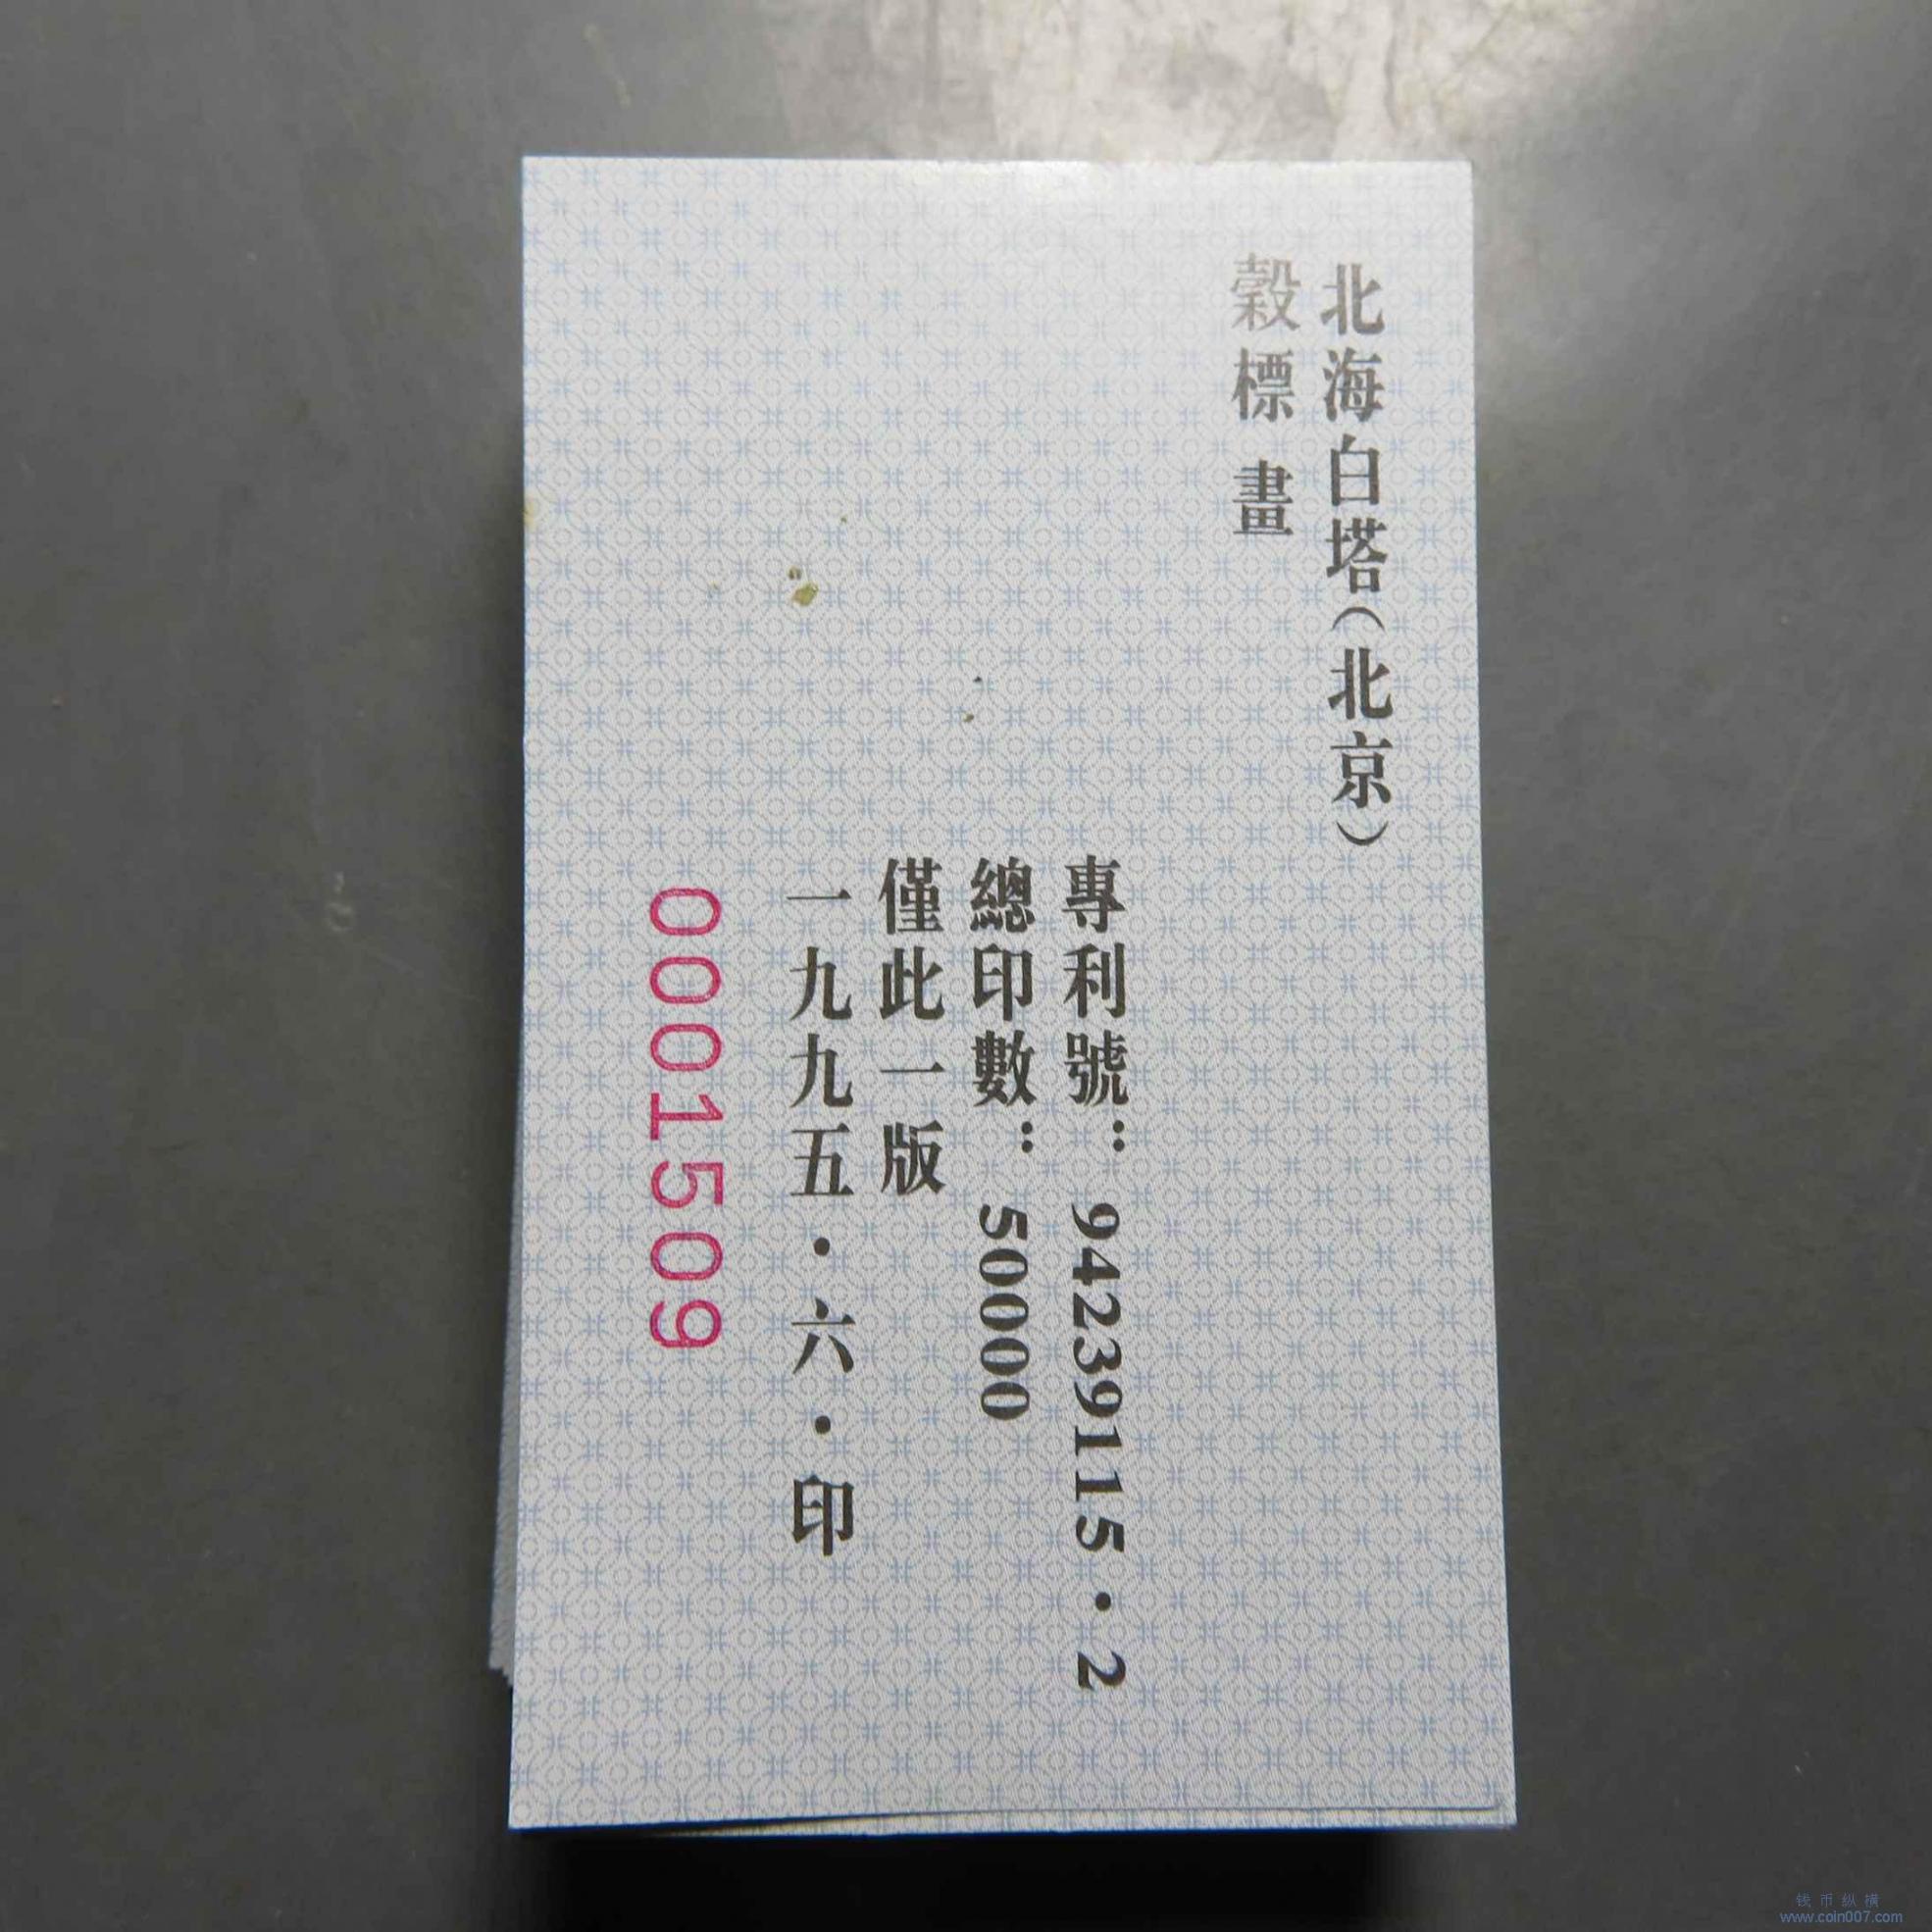 北海白塔（北京）
穀標 畫
專利號： 94239115·2
總印數： 50000
僅此一版
一九九五·六·印
0001509
钱币纵横
www.coin007.com